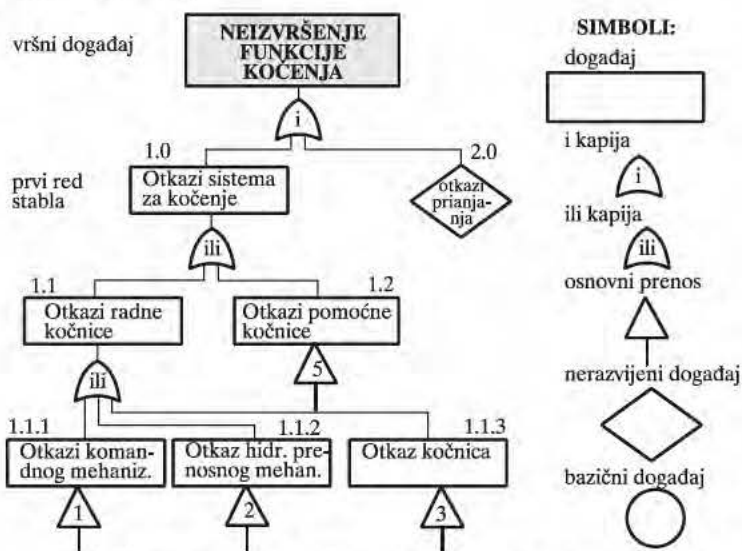 vršni događaj
NEIZVRŠENJE
FUNKCIJE
KOČENJA
i
1.0
2.0
prvi red
stabla
Otkazi sistema
za kočenje
otkazi
prianja-
nja
ili
1.1
1.2
Otkazi radne
kočnice
Otkazi pomoćne
kočnice
ili
5
1.1.1
1.1.2
1.1.3
Otkazi koman-
dnog mehaniz.
Otkaz hidr. pre-
nosnog mehan.
Otkaz kočnica
1
2
3
SIMBOLI:
događaj
i kapija
i
ili kapija
ili
osnovni prenos
nerazvijeni događaj
bazični događaj